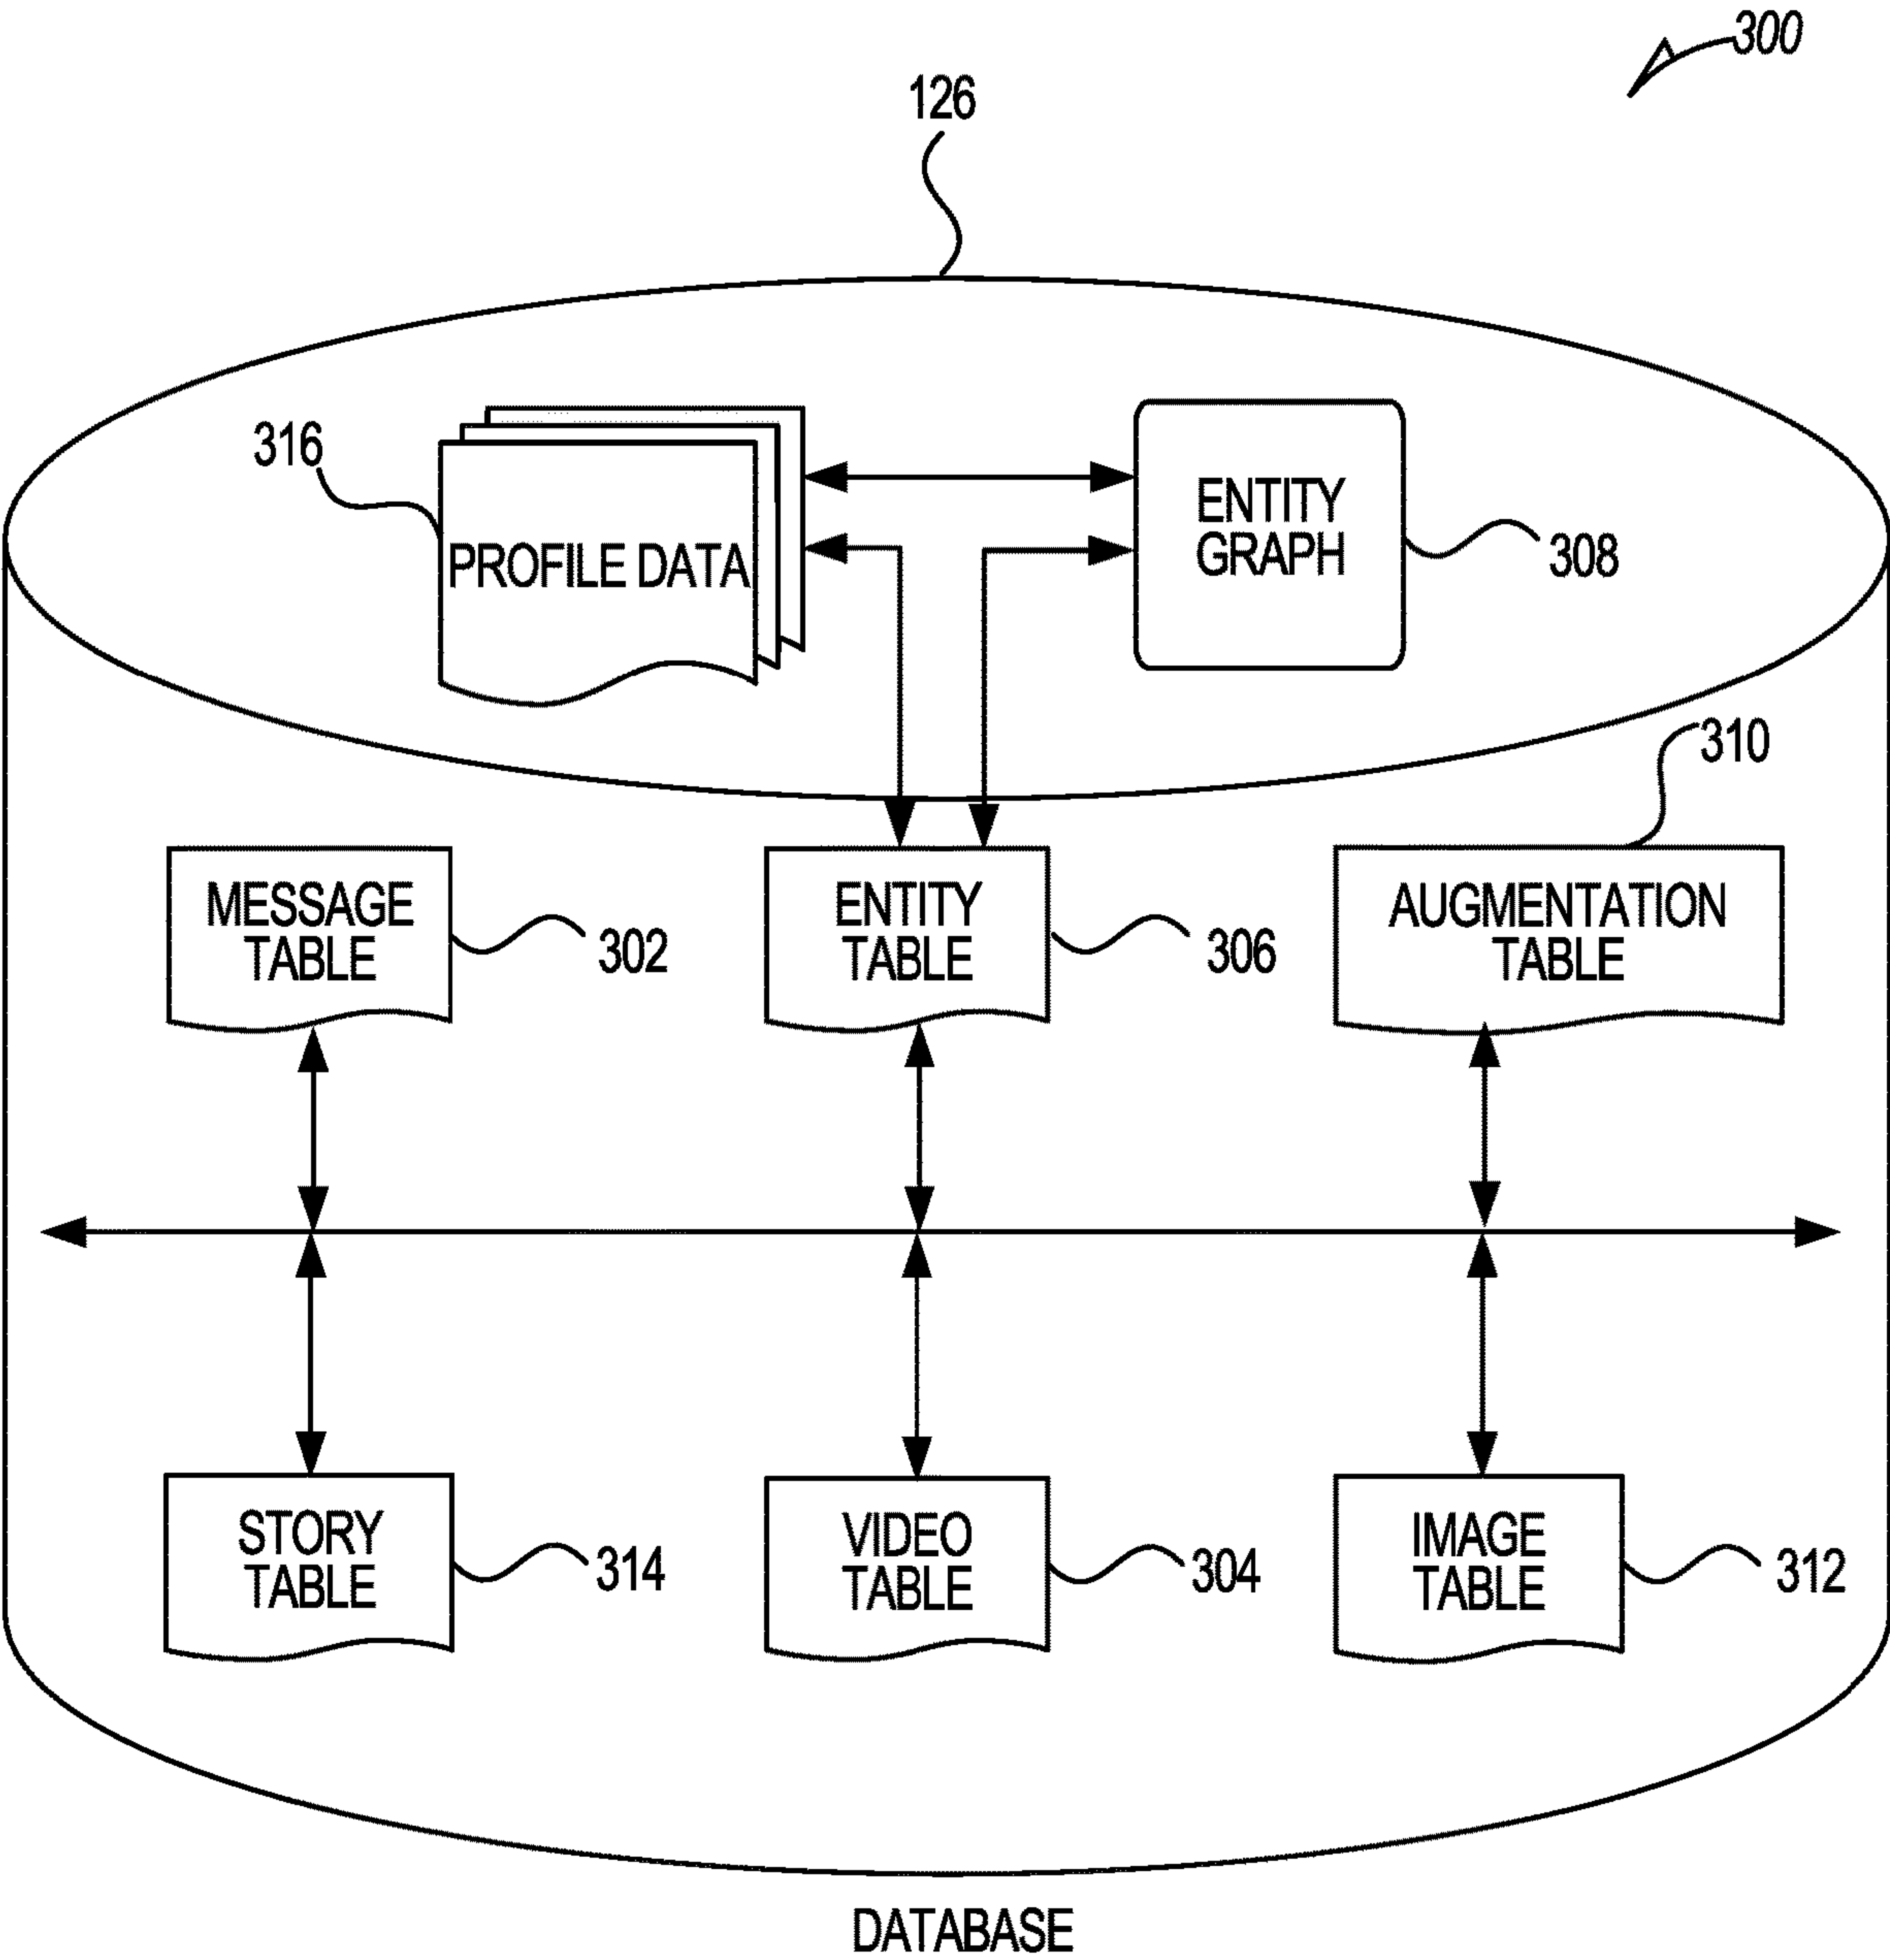 300
126
316
PROFILE DATA
ENTITY
GRAPH
308
310
MESSAGE
TABLE
302
ENTITY
TABLE
306
AUGMENTATION
TABLE
STORY
TABLE
314
VIDEO
TABLE
304
IMAGE
TABLE
312
DATABASE